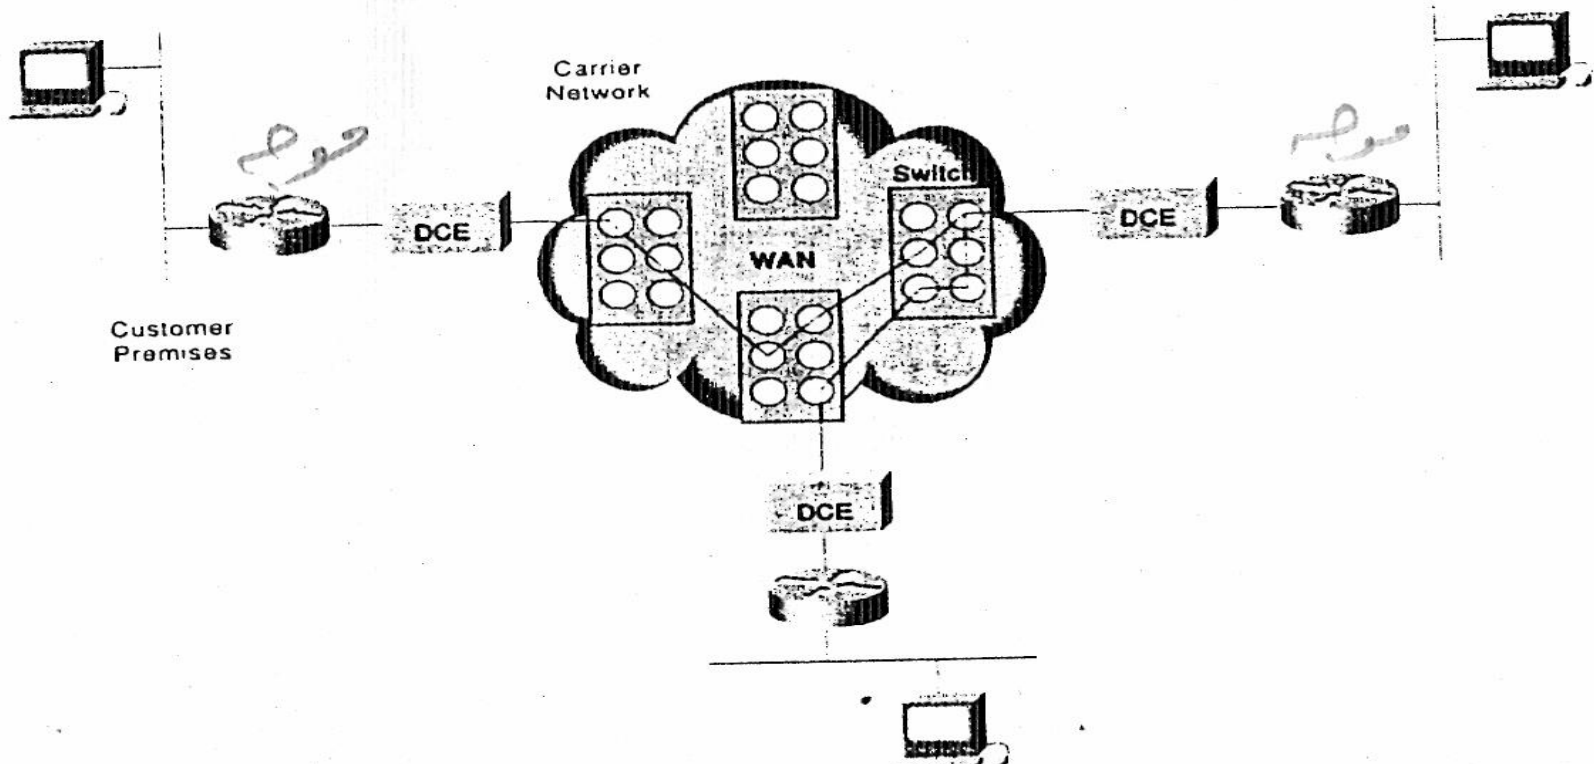 Carrier
Network
Switch
DCE
DCE
WAN
Customer
Premises
DCE